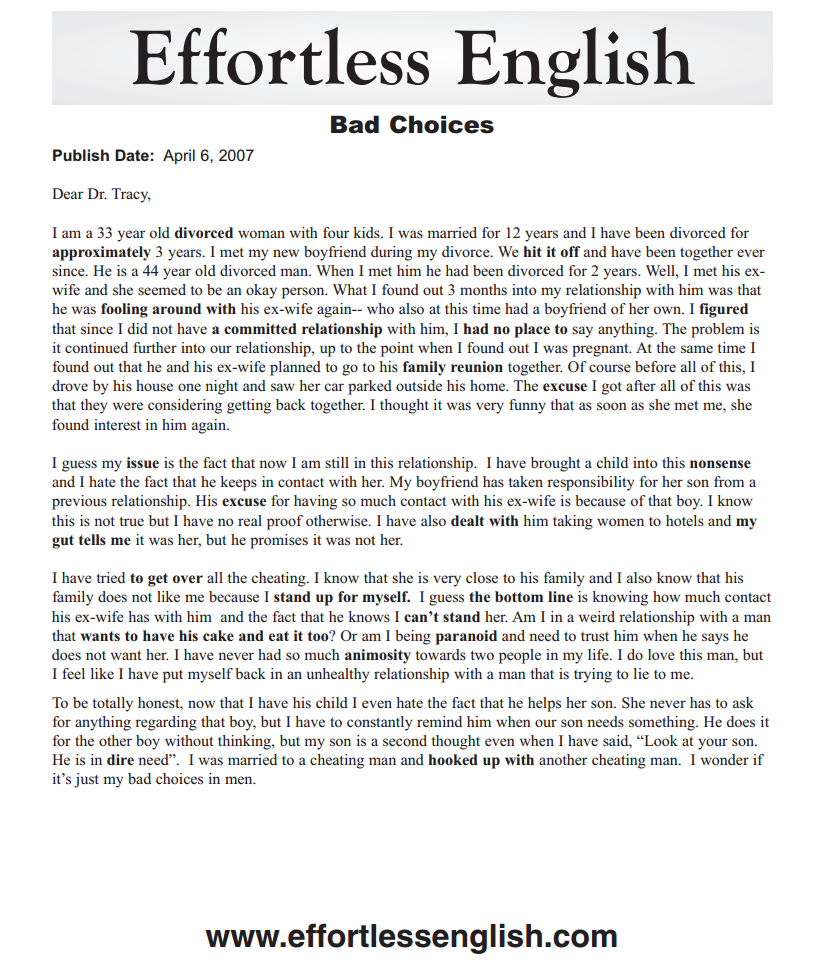 Effortless English
Bad Choices
Publish Date: April 6, 2007
Dear Dr. Tracy,
I am a 33 year old divorced woman with four kids. I was married for 12 years and I have been divorced for
approximately 3 years. I met my new boyfriend during my divorce. We hit it off and have been together ever
since. He is a 44 year old divorced man. When I met him he had been divorced for 2 years. Well, I met his ex-
wife and she seemed to be an okay person. What I found out 3 months into my relationship with him was that
he was fooling around with his ex-wife again-- who also at this time had a boyfriend of her own. I figured
that since I did not have a committed relationship with him, I had no place to say anything. The problem is
it continued further into our relationship, up to the point when I found out I was pregnant. At the same time I
found out that he and his ex-wife planned to go to his family reunion together. Of course before all of this, I
drove by his house one night and saw her car parked outside his home. The excuse I got after all of this was
that they were considering getting back together. I thought it was very funny that as soon as she met me, she
found interest in him again.
I guess my issue is the fact that now I am still in this relationship.  I have brought a child into this nonsense
and I hate the fact that he keeps in contact with her. My boyfriend has taken responsibility for her son from a
previous relationship. His excuse for having so much contact with his ex-wife is because of that boy. I know
this is not true but I have no real proof otherwise. I have also dealt with him taking women to hotels and my
gut tells me it was her, but he promises it was not her.
I have tried to get over all the cheating. I know that she is very close to his family and I also know that his
family does not like me because I stand up for myself.  I guess the bottom line is knowing how much contact
his ex-wife has with him  and the fact that he knows I can't stand her. Am I in a weird relationship with a man
that wants to have his cake and eat it too? Or am I being paranoid and need to trust him when he says he
does not want her. I have never had so much animosity towards two people in my life. I do love this man, but
I feel like I have put myself back in an unhealthy relationship with a man that is trying to lie to me.
To be totally honest, now that I have his child I even hate the fact that he helps her son. She never has to ask
for anything regarding that boy, but I have to constantly remind him when our son needs something. He does it
for the other boy without thinking, but my son is a second thought even when I have said, “Look at your son.
He is in dire need”.  I was married to a cheating man and hooked up with another cheating man.  I wonder if
it's just my bad choices in men.
www.effortlessenglish.com